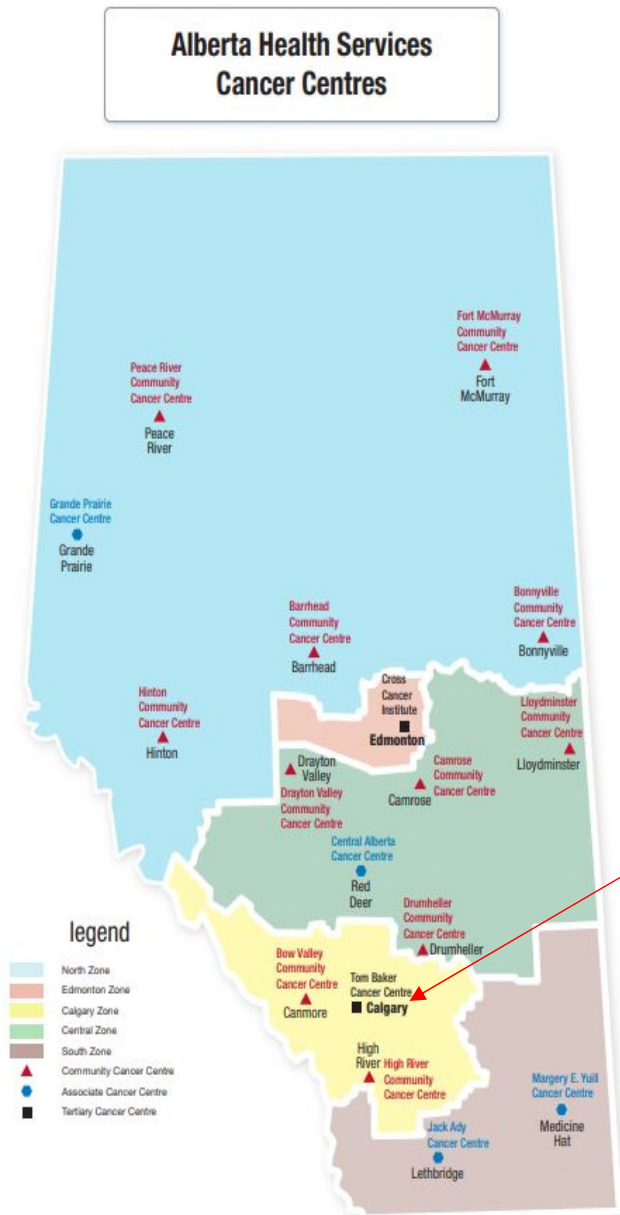 Alberta Health Services
Cancer Centres
Fort McMurray
Community
Cancer Centre
Fort
McMurray
Peace River
Community
Cancer Centre
Peace
River
Grande Prairie
Cancer Centre
Grande
Prairie
Barrhead
Community
Cancer Centre
Barrhead
Bonnyville
Community
Cancer Centre
Bonnyville
Hinton
Community
Cancer Centre
Hinton
Cross
Cancer
Institute
Edmonton
Lloydminster
Community
Cancer Centre
Lloydminster
Drayton
Valley
Drayton Valley
Community
Cancer Centre
Camrose
Community
Cancer Centre
Camrose
Central Alberta
Cancer Centre
Red
Deer
Drumheller
Community
Cancer Centre
Drumheller
Bow Valley
Community
Cancer Centre
Canmore
Tom Baker
Cancer Centre
Calgary
High
River
High River
Community
Cancer Centre
Margery E. Yuill
Cancer Centre
Medicine
Hat
Jack Ady
Cancer Centre
Lethbridge
legend
North Zone
Edmonton Zone
Calgary Zone
Central Zone
South Zone
Community Cancer Centre
Associate Cancer Centre
Tertiary Cancer Centre